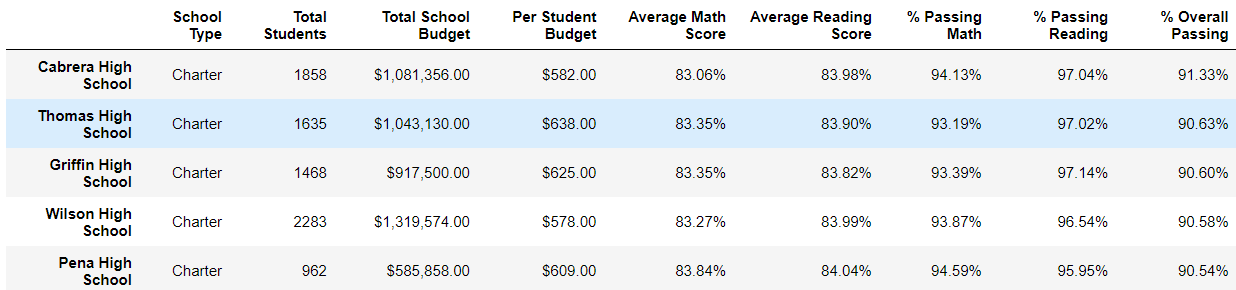 School Type Total Students Total School Budget Per Student Budget Average Math Score Average Reading Score % Passing Math % Passing Reading % Overall Passing
Cabrera High School Charter 1858 $1,081,356.00 $582.00 83.06% 83.98% 94.13% 97.04% 91.33%
Thomas High School Charter 1635 $1,043,130.00 $638.00 83.35% 83.90% 93.19% 97.02% 90.63%
Griffin High School Charter 1468 $917,500.00 $625.00 83.35% 83.82% 93.39% 97.14% 90.60%
Wilson High School Charter 2283 $1,319,574.00 $578.00 83.27% 83.99% 93.87% 96.54% 90.58%
Pena High School Charter 962 $585,858.00 $609.00 83.84% 84.04% 94.59% 95.95% 90.54%